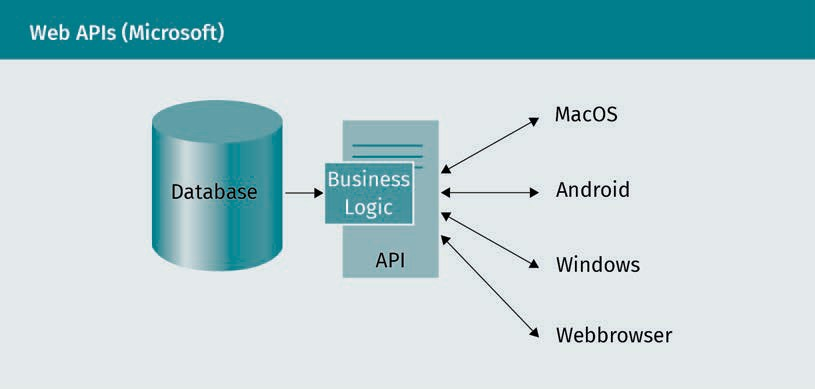 Web APIs (Microsoft)
Database
Business
Logic
API
MacOS
Android
Windows
Webbrowser